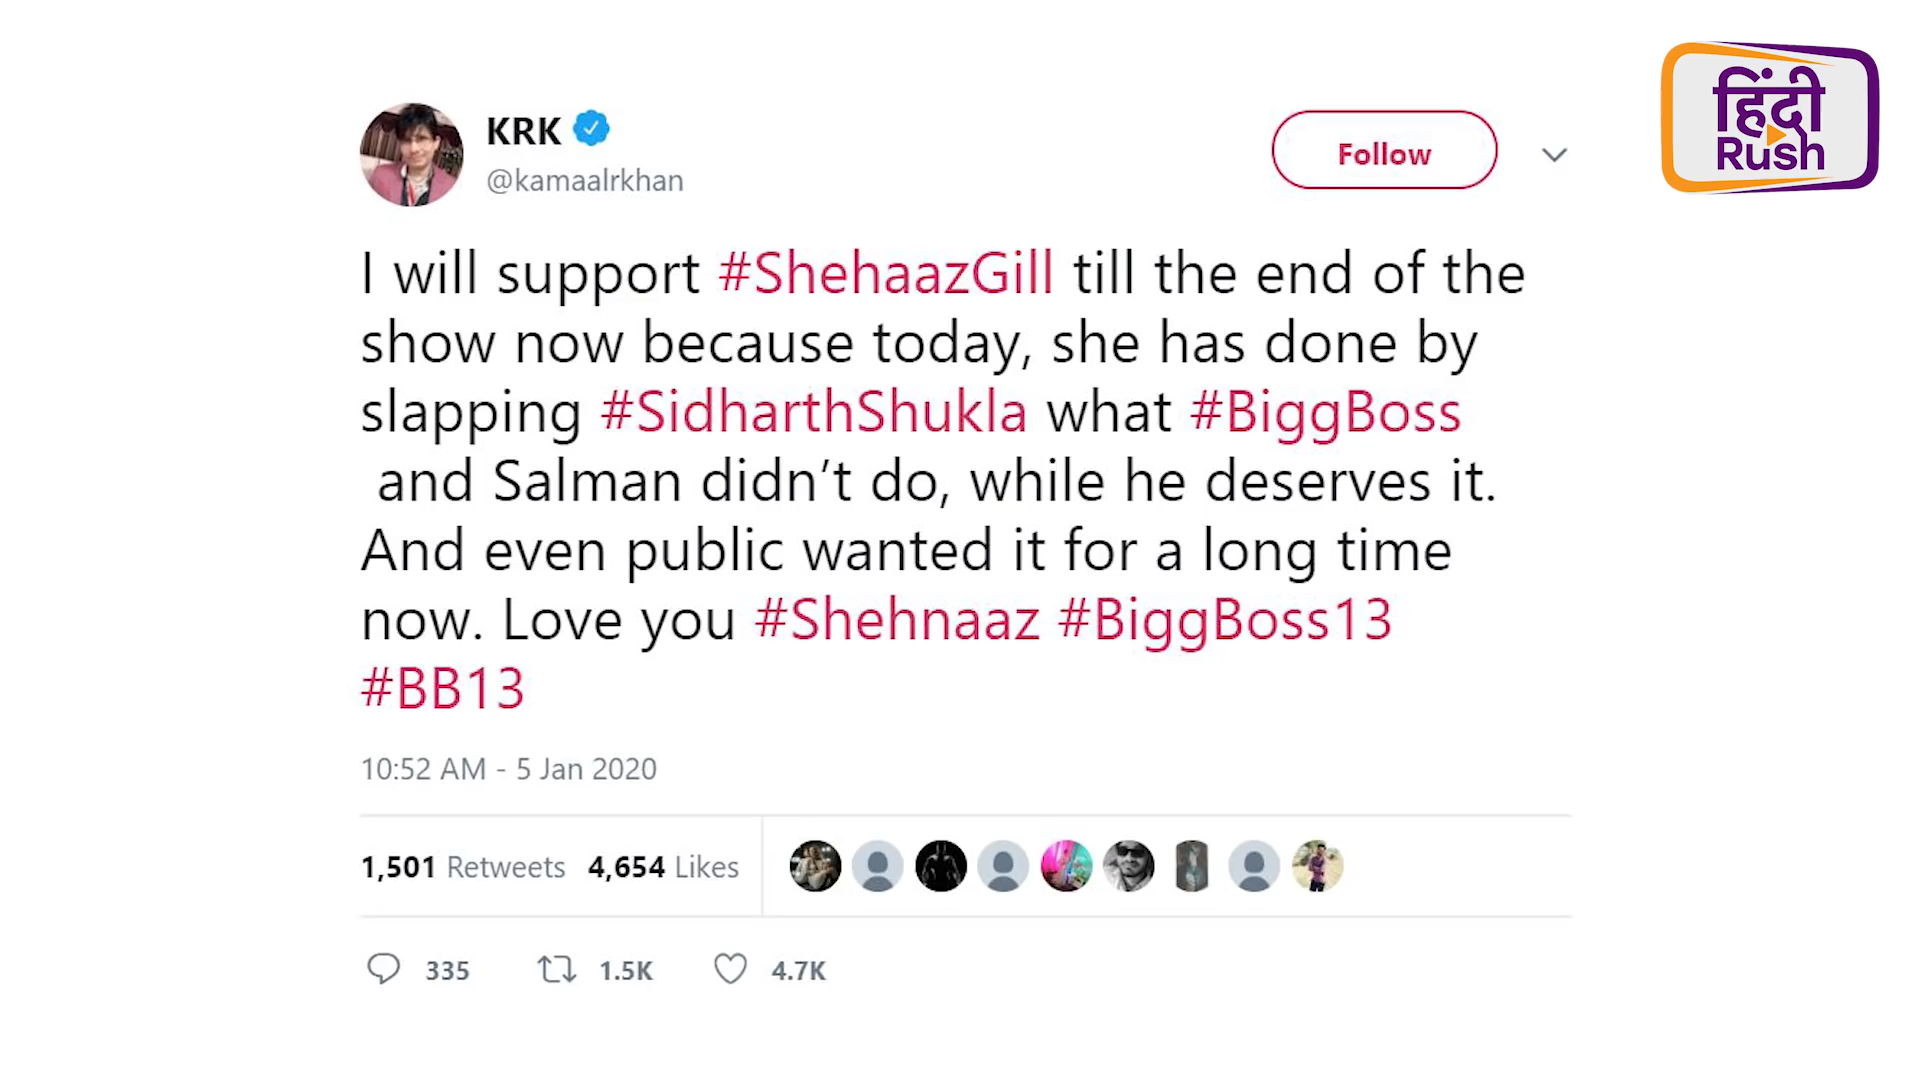 KRK
@kamaalrkhan
Follow
हिंदी
Rush
I will support #ShehaazGill till the end of the
show now because today, she has done by
slapping #SidharthShukla what #BiggBoss
and Salman didn’t do, while he deserves it.
And even public wanted it for a long time
now. Love you #Shehnaaz #BiggBoss13
#BB13
10:52 AM - 5 Jan 2020
1,501 Retweets 4,654 Likes
335 1.5K 4.7K